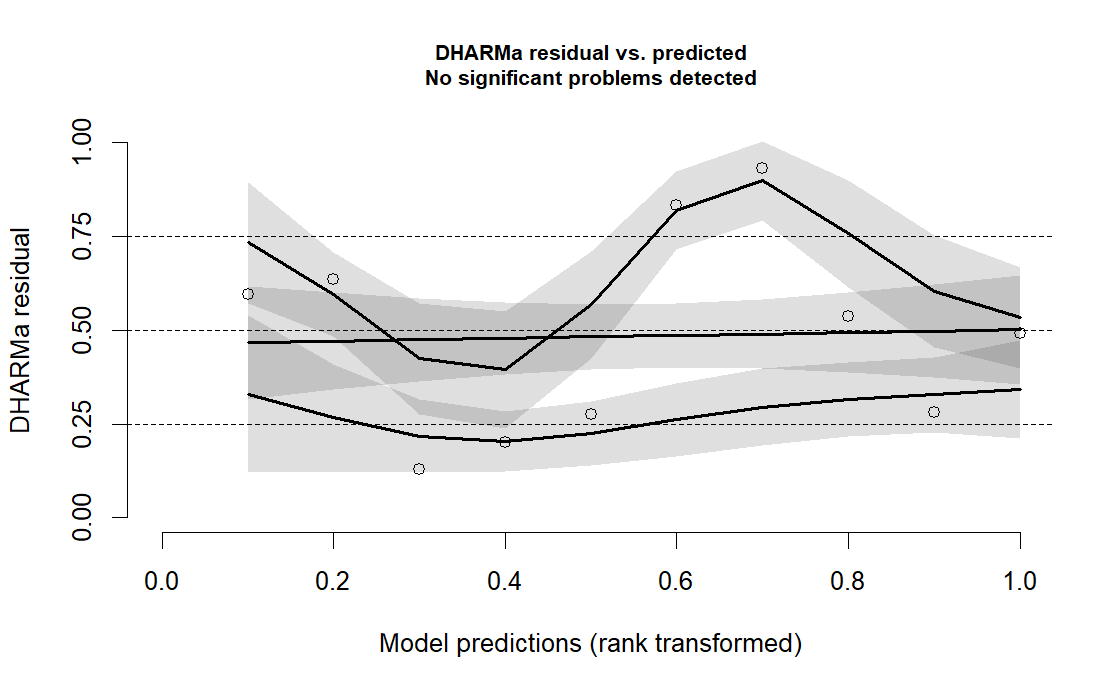 DHARMa residual vs. predicted
No significant problems detected
1.00
0.75
0.50
0.25
0.00
DHARMa residual
0.0 0.2 0.4 0.6 0.8 1.0
Model predictions (rank transformed)